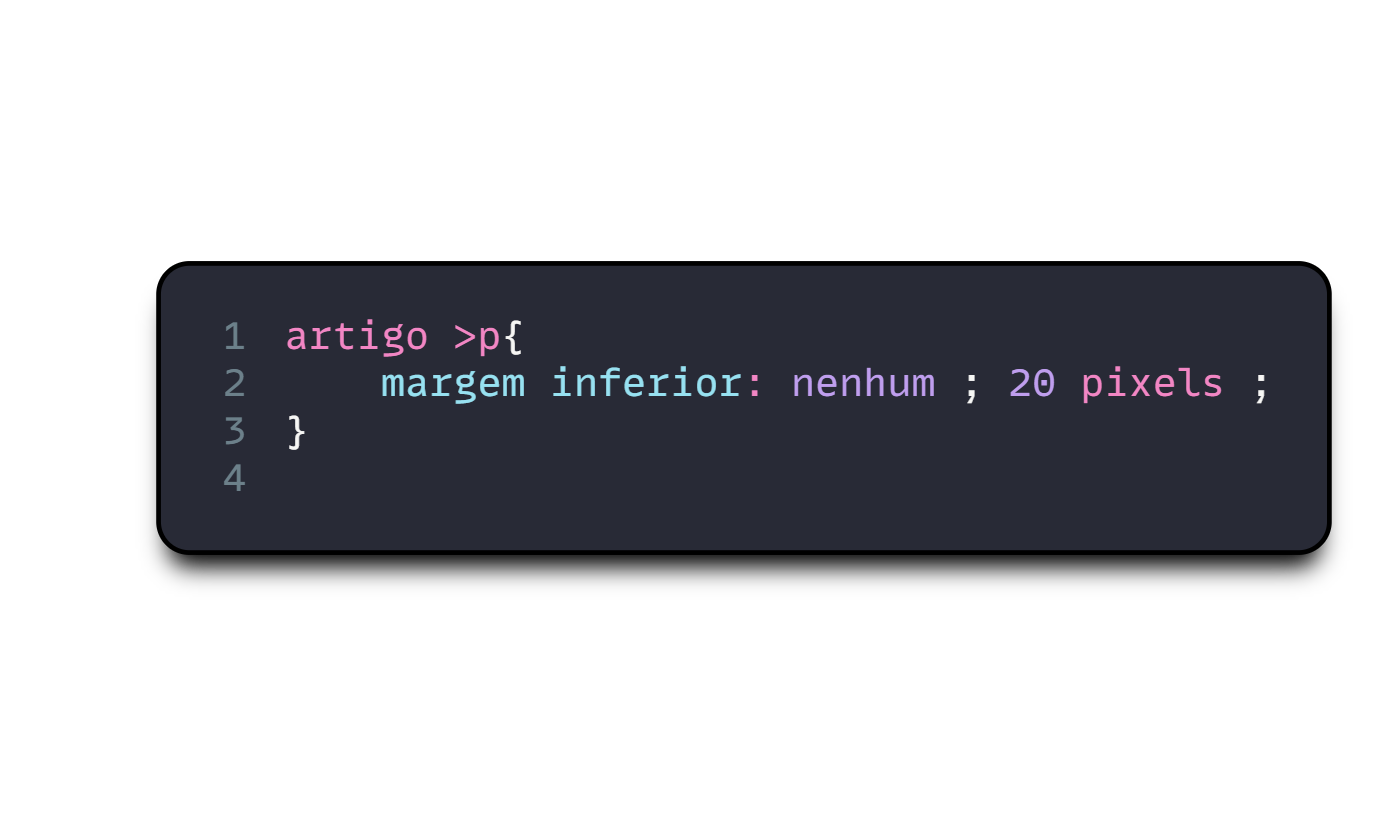 1 artigo >p{
2 margem inferior: nenhum ; 20 pixels ;
3 }
4